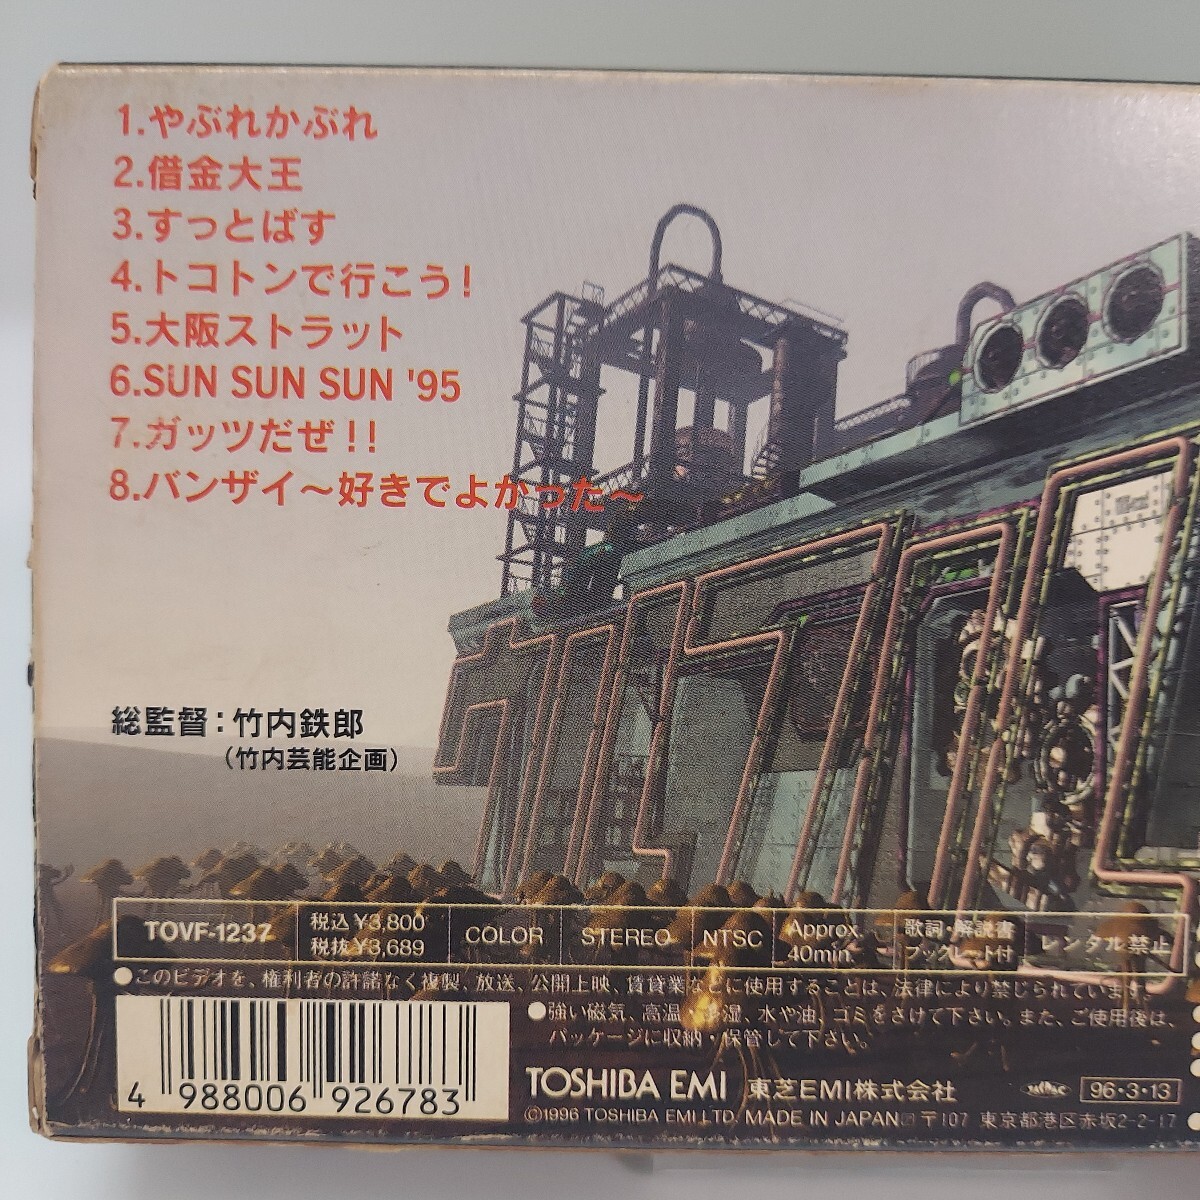 1.やぶれかぶれ
2.借金大王
3.すっとばす
4.トコトンで行こう!
5.大阪ストラット
6.SUN SUN SUN '95
7.ガッツだぜ!!
8.バンザイ〜好きでよかった〜
総監督:竹内鉄郎
(竹内芸能企画)
TOVF-1237
税込¥3,800
税抜¥3,689
COLOR
STEREO
NTSC
Approx.
40min.
歌詞・解説書
ブックレット付
レンタル禁止
●このビデオを、権利者の許諾なく複製、放送、公開上映、賃貸業などに使用することは、法律により禁じられています。
●強い磁気、高温・多湿、水や油、ゴミをさけて下さい。また、ご使用後は、
パッケージに収納・保管して下さい。
4 988006 926783
TOSHIBA EMI 東芝EMI株式会社
96・3・13
©1996 TOSHIBA EMI LTD. MADE IN JAPAN 〒107 東京都港区赤坂2-2-17